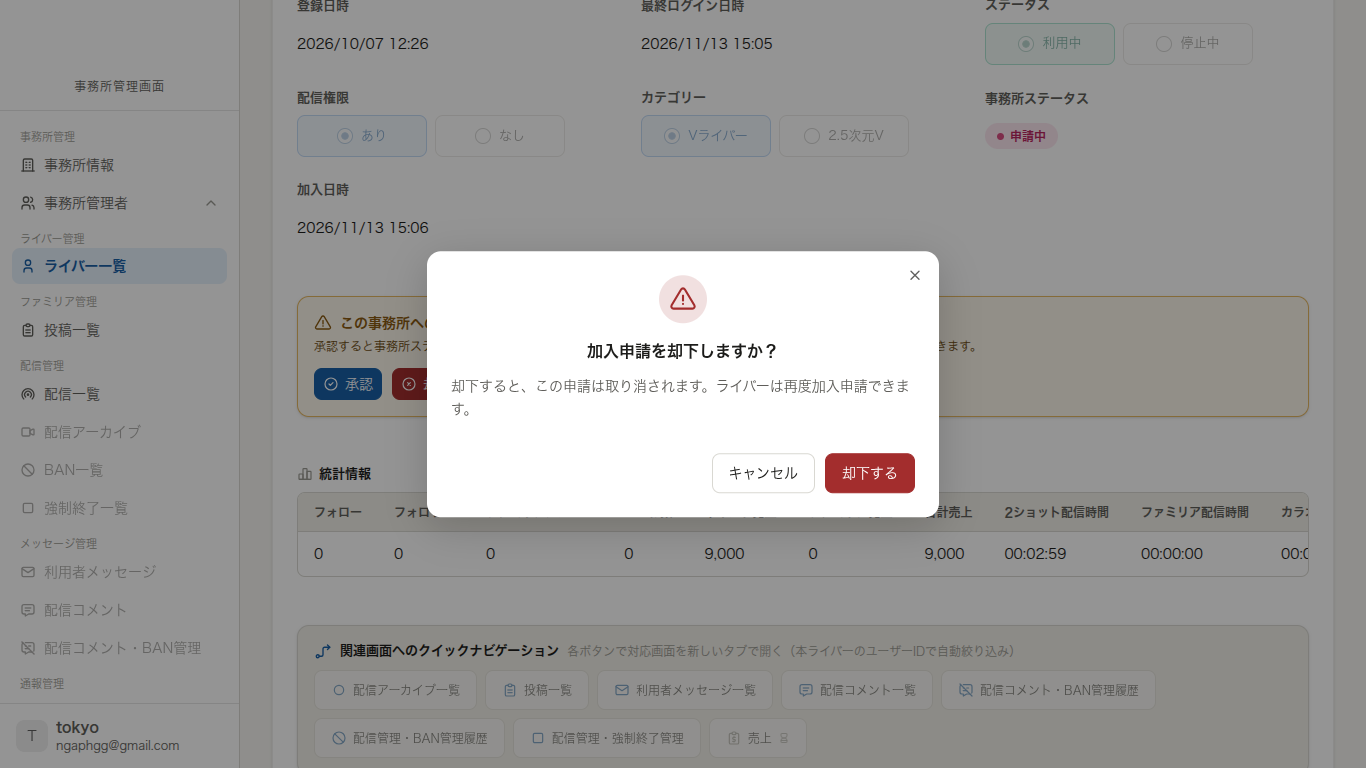 登録日時
最終ログイン日時
ステータス
2026/10/07 12:26
2026/11/13 15:05
利用中
停止中
事務所管理画面
配信権限
カテゴリー
事務所ステータス
あり
なし
Vライバー
2.5次元V
申請中
事務所管理
事務所情報
事務所管理者
加入日時
2026/11/13 15:06
ライバー管理
ライバー一覧
ファミリア管理
投稿一覧
配信管理
配信一覧
配信アーカイブ
BAN一覧
強制終了一覧
メッセージ管理
利用者メッセージ
配信コメント
配信コメント・BAN管理
通報管理
T
tokyo
ngaphgg@gmail.com
この事務所への
承認すると事務所ス
きます。
承認
加入申請を却下しますか？
却下すると、この申請は取り消されます。ライバーは再度加入申請できま
す。
キャンセル
却下する
統計情報
フォロー
フォロ
計売上
2ショット配信時間
ファミリア配信時間
カラ
0
0
0
0
9,000
0
9,000
00:02:59
00:00:00
00:0
関連画面へのクイックナビゲーション
各ボタンで対応画面を新しいタブで開く（本ライバーのユーザーIDで自動絞り込み）
配信アーカイブ一覧
投稿一覧
利用者メッセージ一覧
配信コメント一覧
配信コメント・BAN管理履歴
配信管理・BAN管理履歴
配信管理・強制終了管理
売上